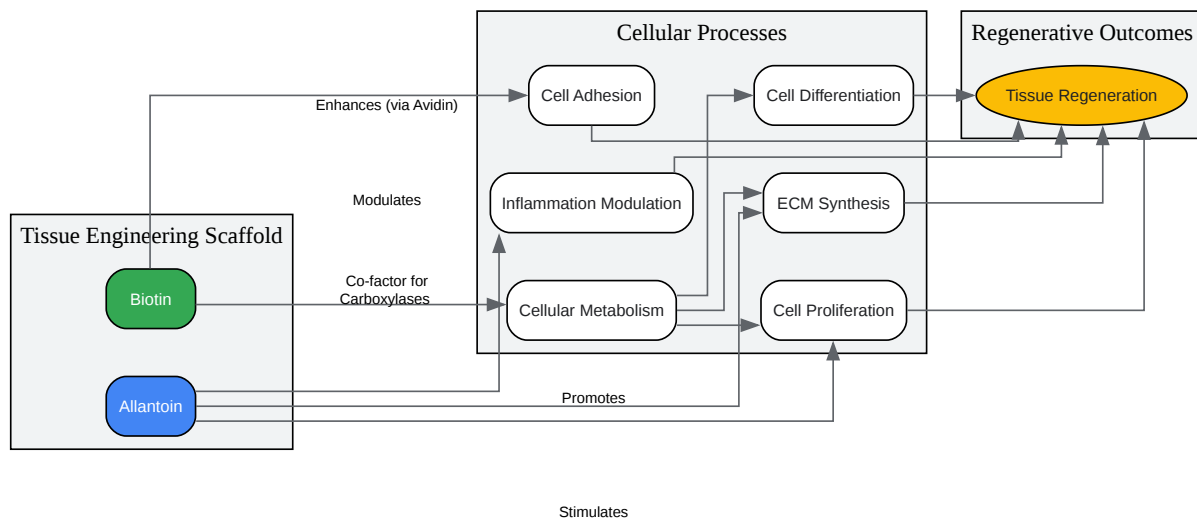 Cellular Processes
Regenerative Outcomes
Cell Adhesion
Cell Differentiation
Tissue Regeneration
Enhances (via Avidin)
Modulates
Inflammation Modulation
ECM Synthesis
Tissue Engineering Scaffold
Biotin
Co-factor for
Carboxylases
Cellular Metabolism
Cell Proliferation
Allantoin
Promotes
Stimulates